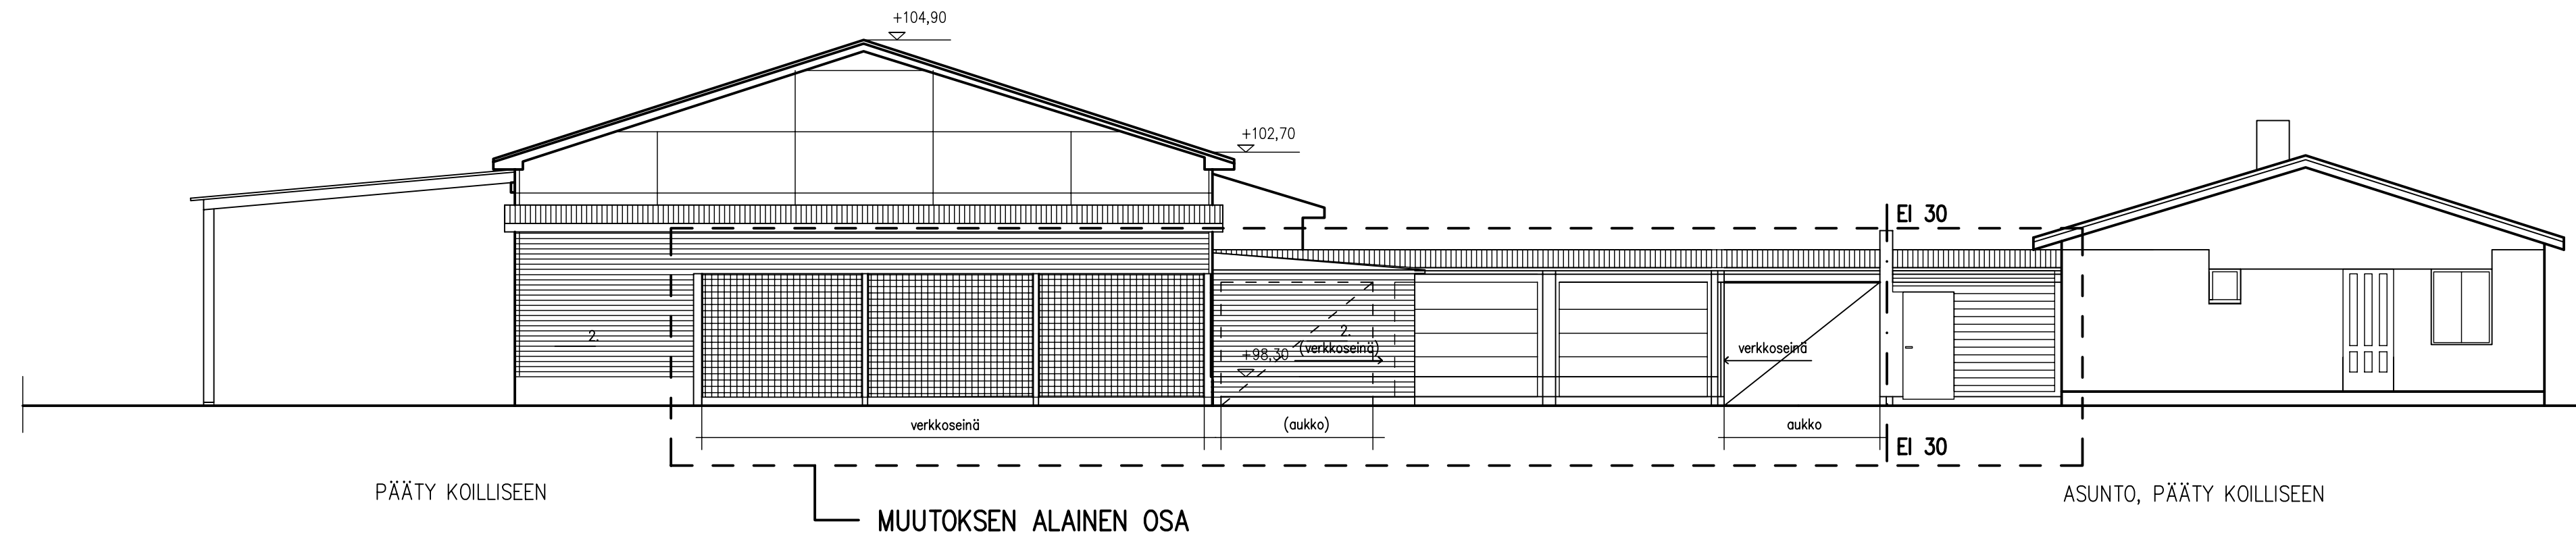 +104,90
+102,70
EI 30
2.
2.
+98,30
(verkkoseinä)
verkkoseinä
verkkoseinä
(aukko)
aukko
EI 30
PÄÄTY KOILLISEEN
ASUNTO, PÄÄTY KOILLISEEN
MUUTOKSEN ALAINEN OSA